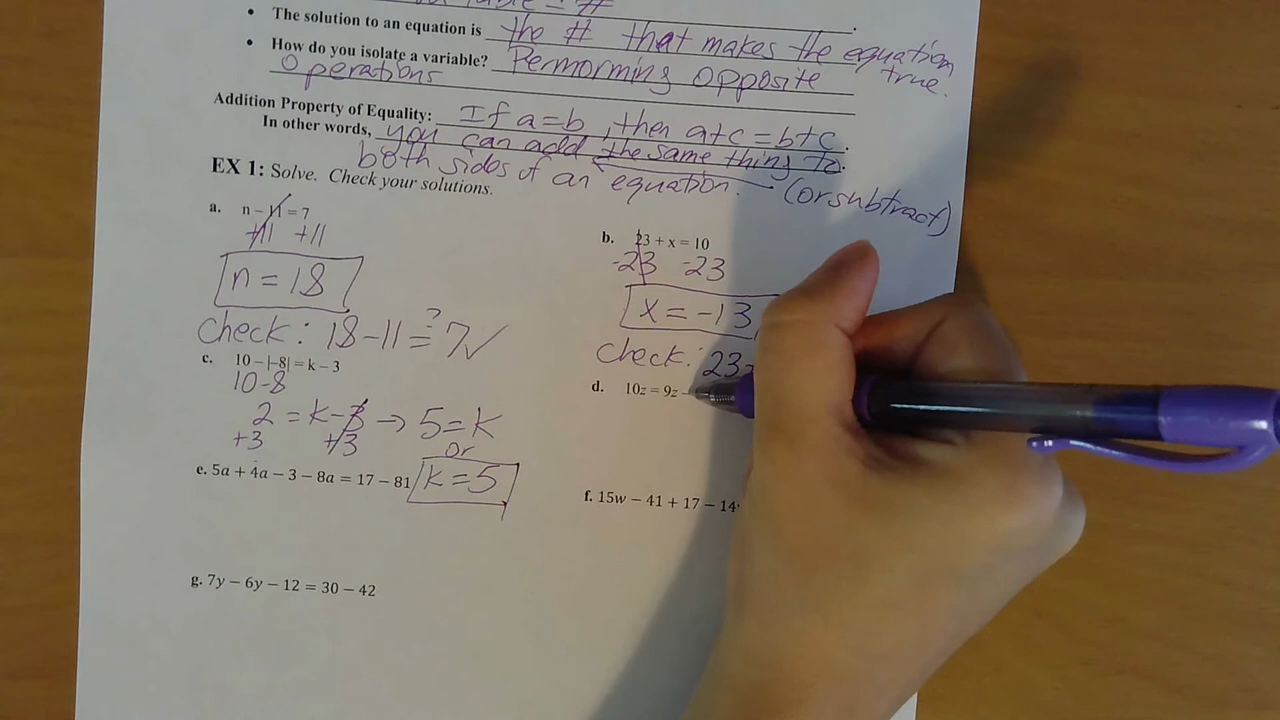 • The solution to an equation is the # that makes the equation true.
• How do you isolate a variable? Permorming opposite
operations
Addition Property of Equality: If a=b, then a+c = b+c.
In other words, you can add the same thing to
both sides of an equation. (or subtract)
EX 1: Solve. Check your solutions.
a. n – 11 = 7
+11 +11
n = 18
Check: 18-11 ?= 7✓
b. 23 + x = 10
-23 -23
x = -13
Check: 23
c. 10 – |–8| = k – 3
10-8
2 = k-3 → 5=k
+3 +3 or
k=5
d. 10z = 9z –
e. 5a + 4a – 3 – 8a = 17 – 81
f. 15w – 41 + 17 – 14
g. 7y – 6y – 12 = 30 – 42